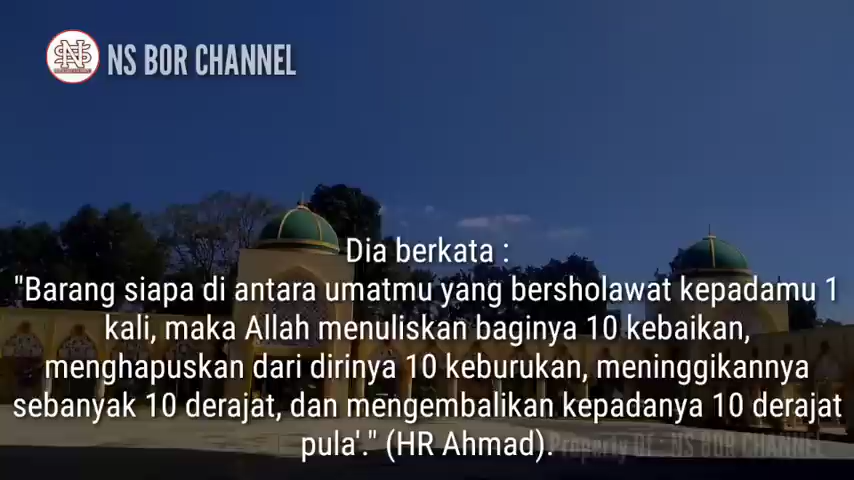 NS BOR CHANNEL
Dia berkata :
"Barang siapa di antara umatmu yang bersholawat kepadamu 1
kali, maka Allah menuliskan baginya 10 kebaikan,
menghapuskan dari dirinya 10 keburukan, meninggikannya
sebanyak 10 derajat, dan mengembalikan kepadanya 10 derajat
pula'." (HR Ahmad).
Property Of : NS BOR CHANNEL